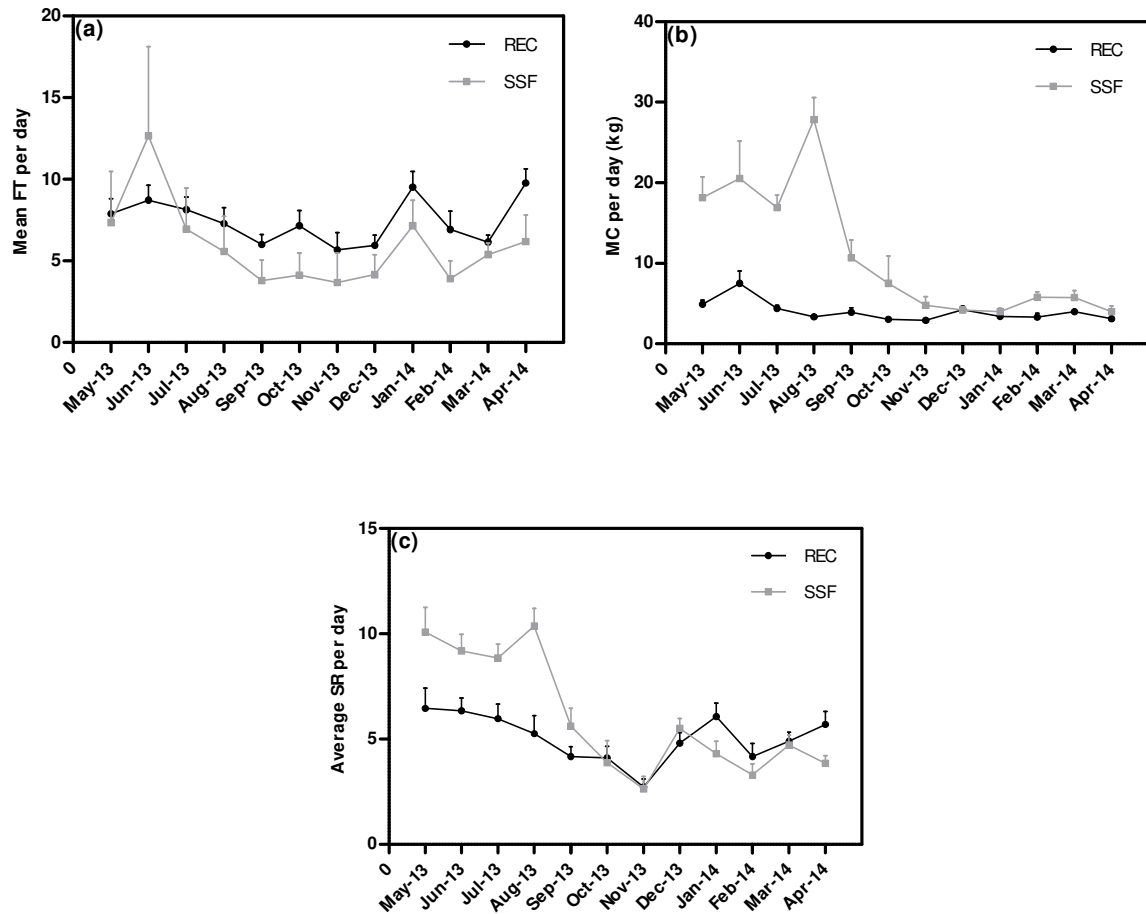 (a)
REC
SSF
Mean FT per day
20
15
10
5
0
0
May-13
Jun-13
Jul-13
Aug-13
Sep-13
Oct-13
Nov-13
Dec-13
Jan-14
Feb-14
Mar-14
Apr-14
(b)
REC
SSF
MC per day (kg)
40
30
20
10
0
0
May-13
Jun-13
Jul-13
Aug-13
Sep-13
Oct-13
Nov-13
Dec-13
Jan-14
Feb-14
Mar-14
Apr-14
(c)
REC
SSF
Average SR per day
15
10
5
0
0
May-13
Jun-13
Jul-13
Aug-13
Sep-13
Oct-13
Nov-13
Dec-13
Jan-14
Feb-14
Mar-14
Apr-14